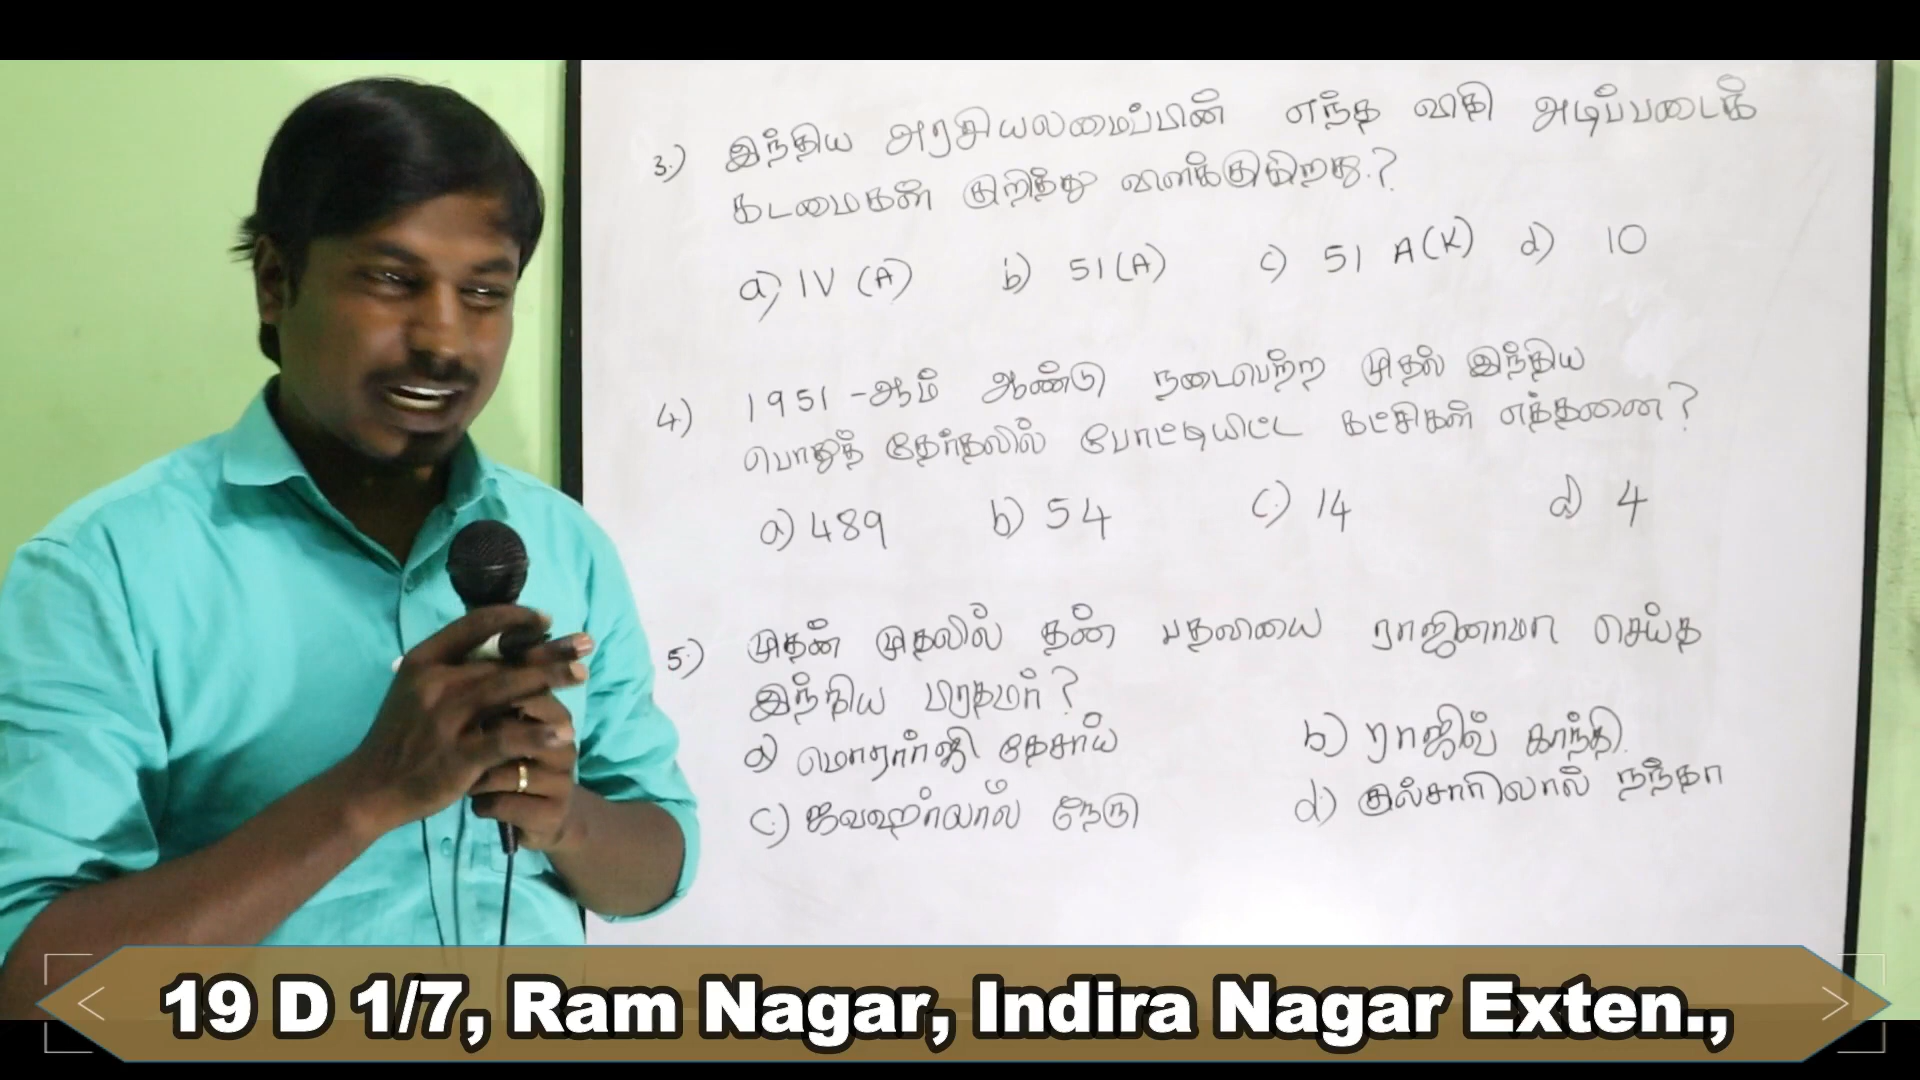 3.) இந்திய அரசியலமைப்பின் எந்த விதி அடிப்படைக்
கடமைகள் குறித்து விளக்குகிறது.?
a) IV (A) b) 51(A) c) 51 A(K) d) 10
4) 1951 -ஆம் ஆண்டு நடைபெற்ற முதல் இந்திய
பொதுத் தேர்தலில் போட்டியிட்ட கட்சிகள் எத்தனை?
a) 489 b) 54 c) 14 d) 4
5.) முதன் முதலில் தன் பதவியை ராஜினாமா செய்த
இந்திய பிரதமர்?
a) மொரார்ஜி தேசாய் b) ராஜிவ் காந்தி.
c) ஜவஹர்லால் நேரு d) குல்சாரிலால் நந்தா
19 D 1/7, Ram Nagar, Indira Nagar Exten.,